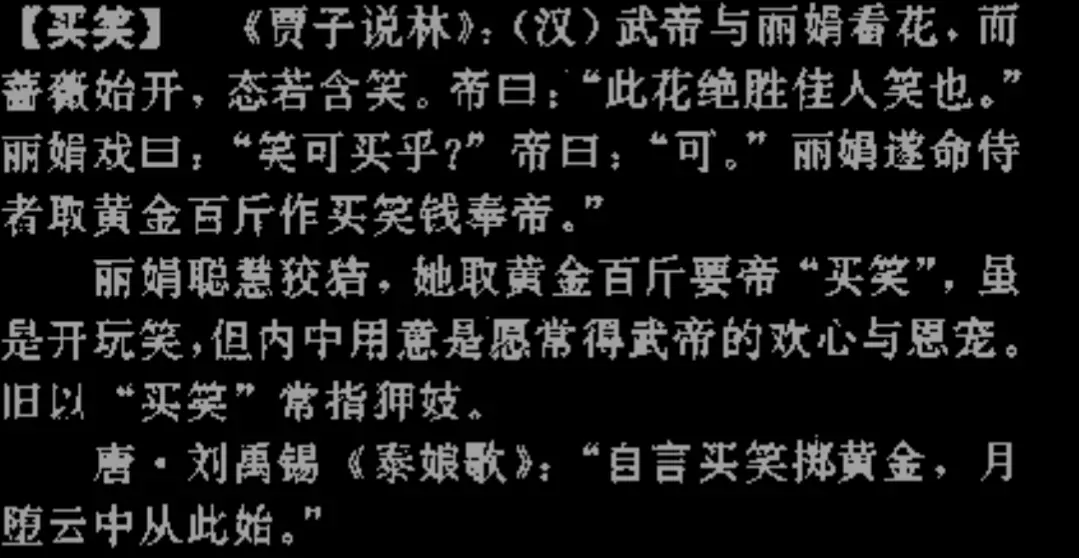 【买笑】 《贾子说林》：（汉）武帝与丽娟看花，而
蔷薇始开，态若含笑。帝曰：“此花绝胜佳人笑也。”
丽娟戏曰：“笑可买乎？”帝曰：“可。”丽娟遂命侍
者取黄金百斤作买笑钱奉帝。”
丽娟聪慧狡猾，她取黄金百斤要帝“买笑”，虽
是开玩笑，但内中用意是愿常得武帝的欢心与恩宠。
旧以“买笑”常指狎妓。
唐·刘禹锡《泰娘歌》：“自言买笑掷黄金，月
堕云中从此始。”